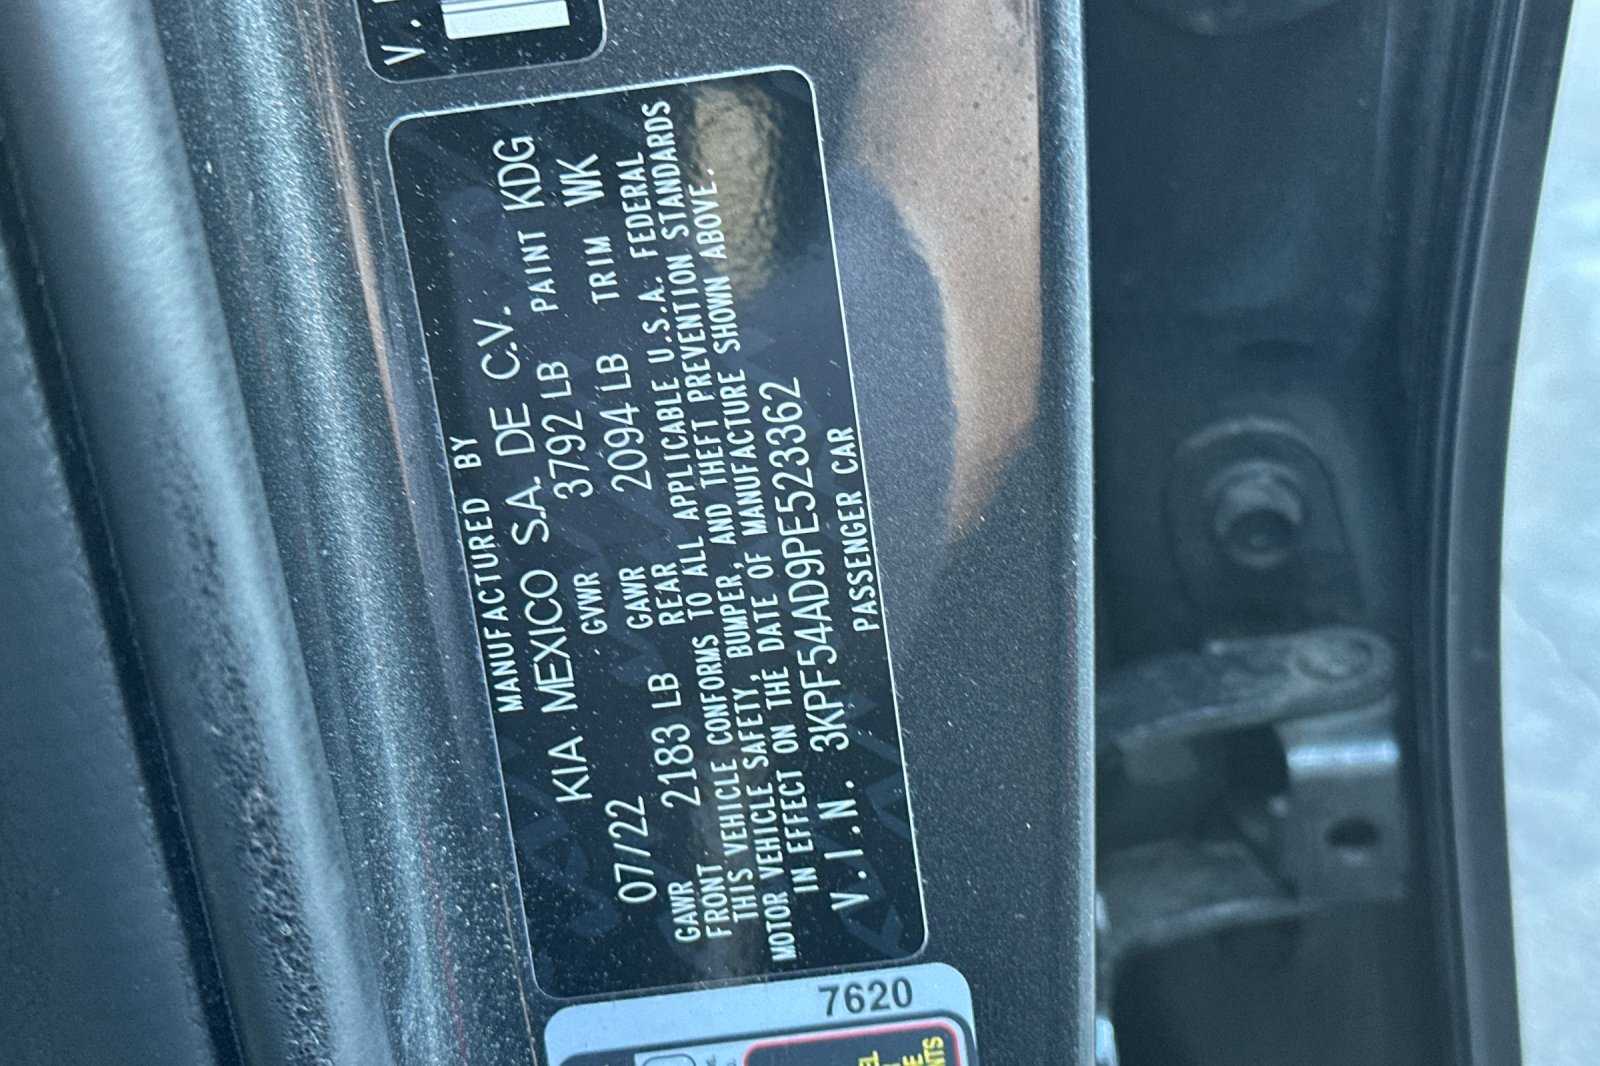 MANUFACTURED BY
KIA MEXICO S.A. DE C.V.
07/22 GVWR 3792 LB PAINT KDG
GAWR FRONT 2183 LB GAWR REAR 2094 LB TRIM WK
THIS VEHICLE CONFORMS TO ALL APPLICABLE U.S.A. FEDERAL
MOTOR VEHICLE SAFETY, BUMPER, AND THEFT PREVENTION STANDARDS
IN EFFECT ON THE DATE OF MANUFACTURE SHOWN ABOVE.
V.I.N. 3KPF54AD9PE523362
PASSENGER CAR
7620